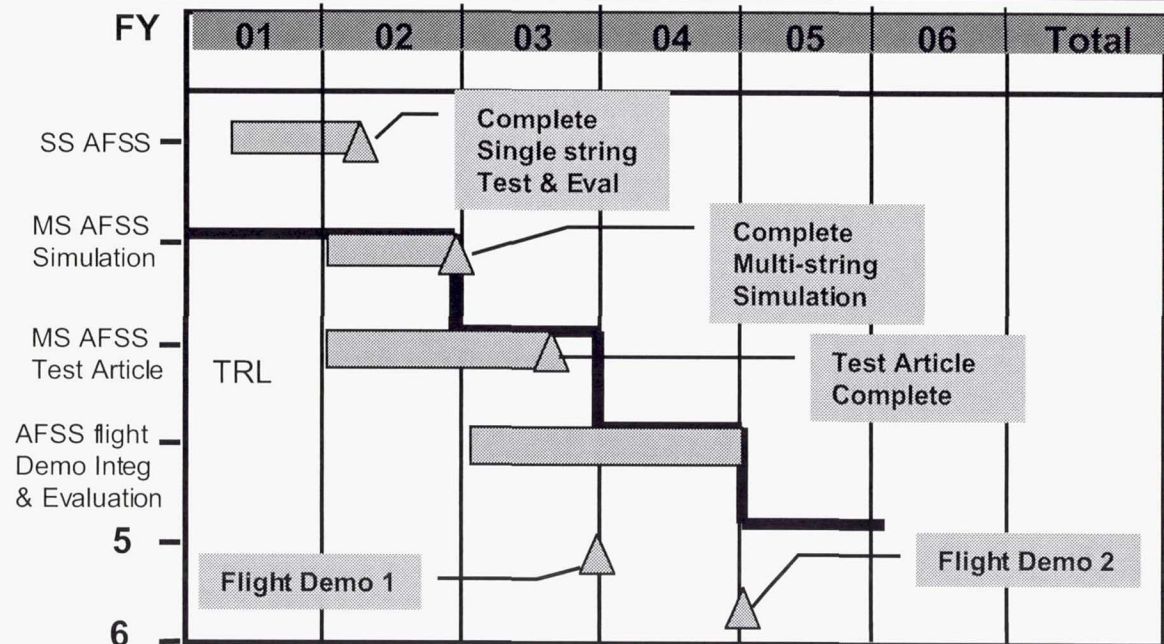 FY 01 02 03 04 05 06 Total
SS AFSS
Complete
Single string
Test & Eval
MS AFSS
Simulation
Complete
Multi-string
Simulation
MS AFSS
Test Article
TRL
Test Article
Complete
AFSS flight
Demo Integ
& Evaluation
5
Flight Demo 1
Flight Demo 2
6